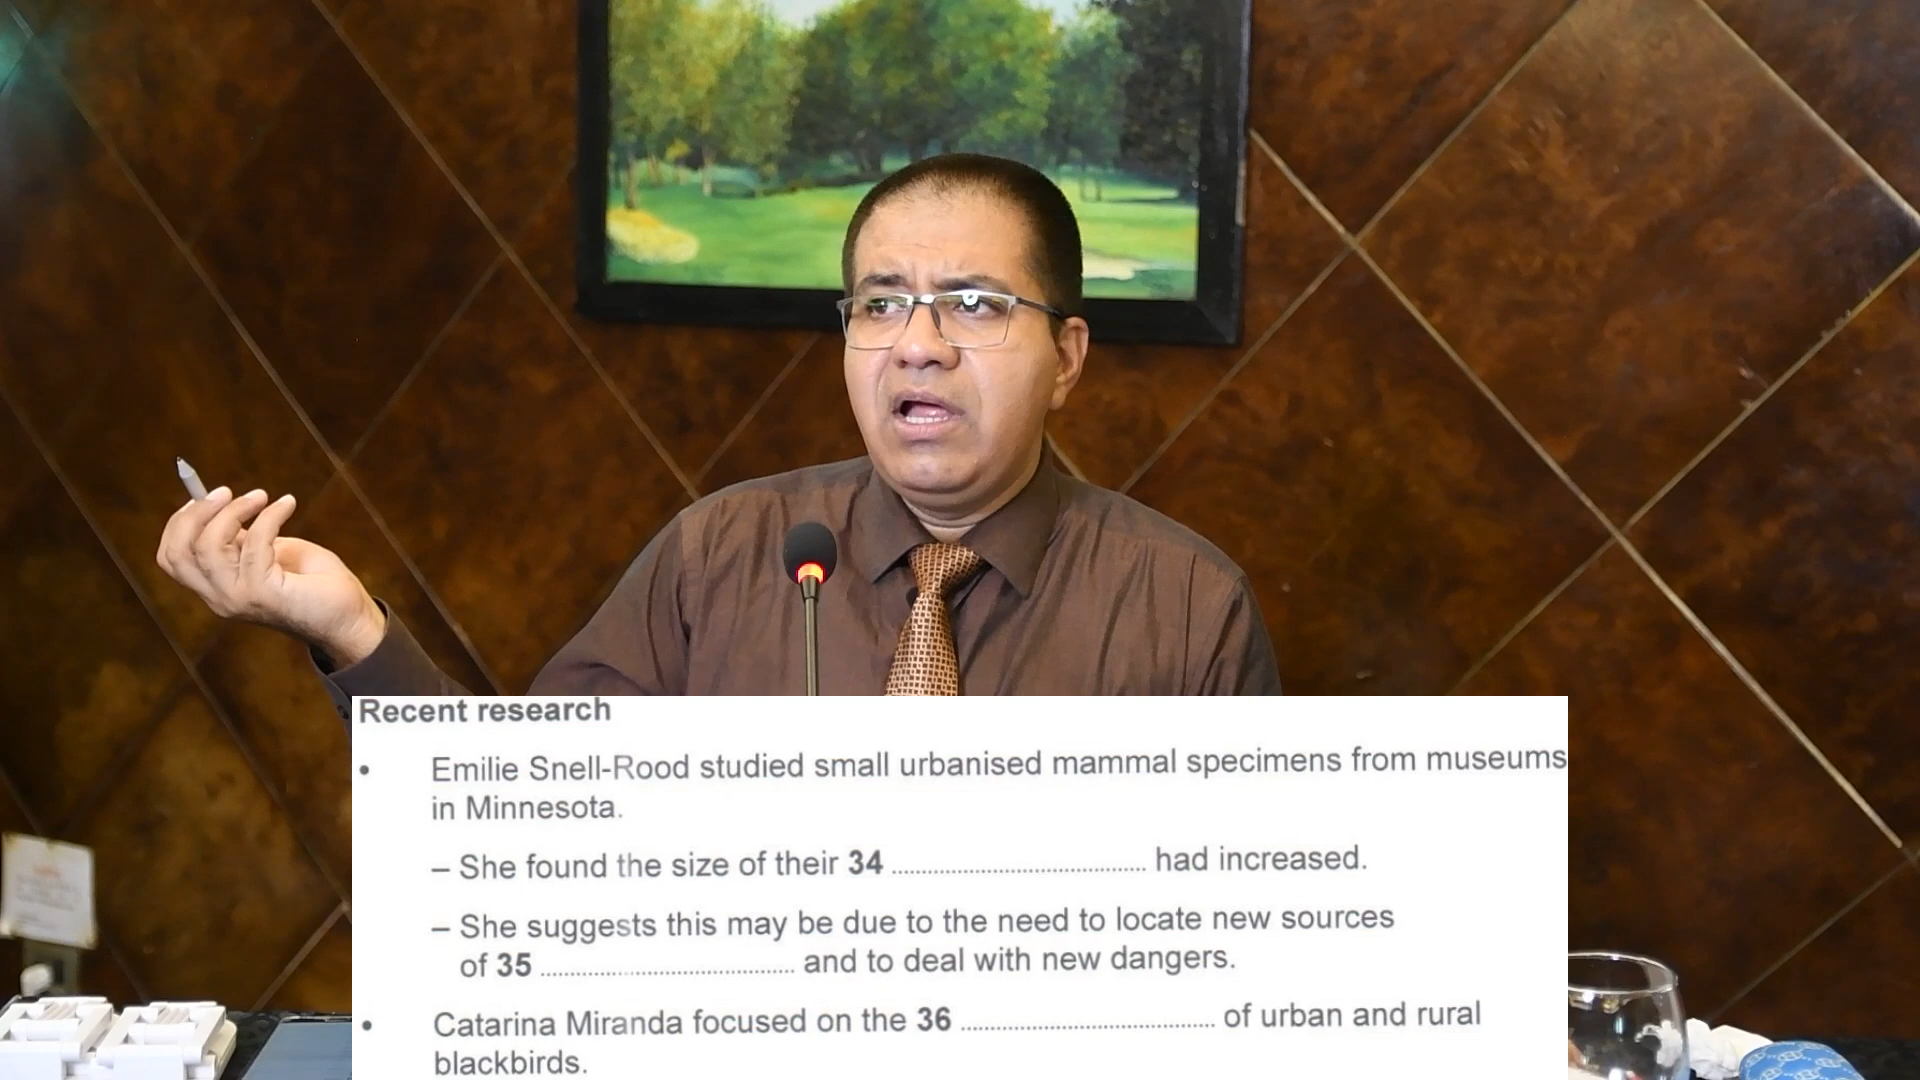 Recent research
• Emilie Snell-Rood studied small urbanised mammal specimens from museums
in Minnesota.
– She found the size of their 34 .......................................... had increased.
– She suggests this may be due to the need to locate new sources
of 35 .......................................... and to deal with new dangers.
• Catarina Miranda focused on the 36 .......................................... of urban and rural
blackbirds.